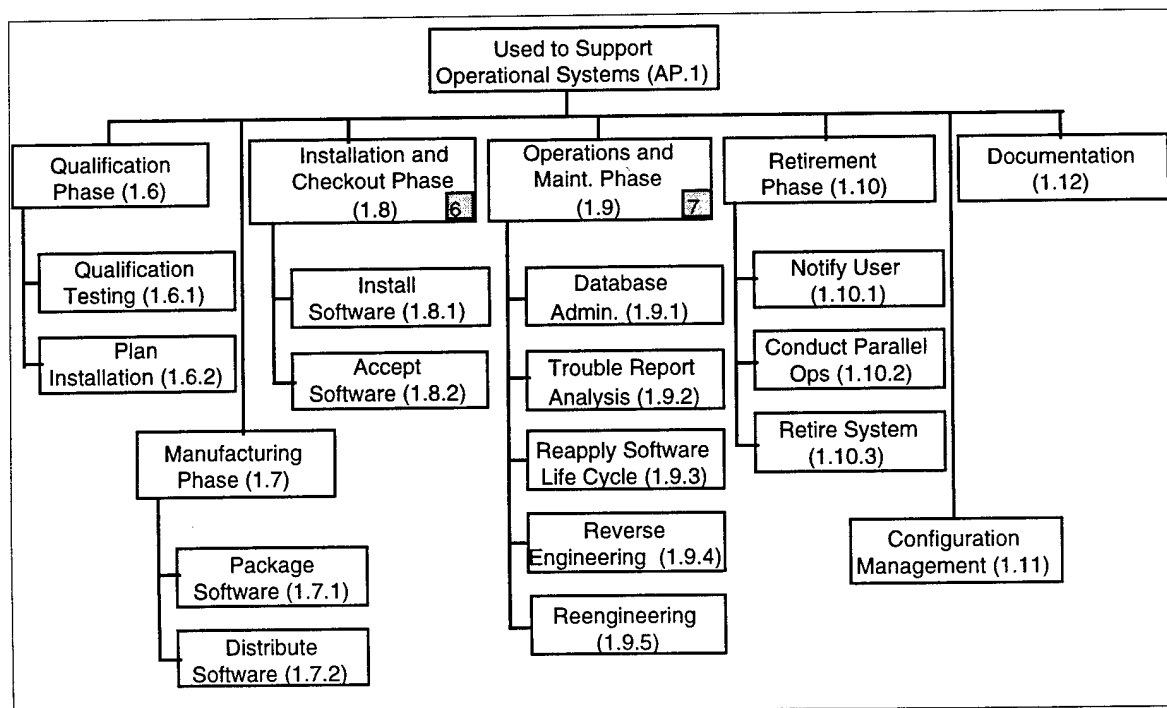 Used to Support
Operational Systems (AP.1)
Qualification
Phase (1.6)
Installation and
Checkout Phase
(1.8)
6
Operations and
Maint. Phase
(1.9)
7
Retirement
Phase (1.10)
Documentation
(1.12)
Qualification
Testing (1.6.1)
Plan
Installation (1.6.2)
Install
Software (1.8.1)
Accept
Software (1.8.2)
Database
Admin. (1.9.1)
Trouble Report
Analysis (1.9.2)
Reapply Software
Life Cycle (1.9.3)
Reverse
Engineering (1.9.4)
Reengineering
(1.9.5)
Notify User
(1.10.1)
Conduct Parallel
Ops (1.10.2)
Retire System
(1.10.3)
Manufacturing
Phase (1.7)
Package
Software (1.7.1)
Distribute
Software (1.7.2)
Configuration
Management (1.11)